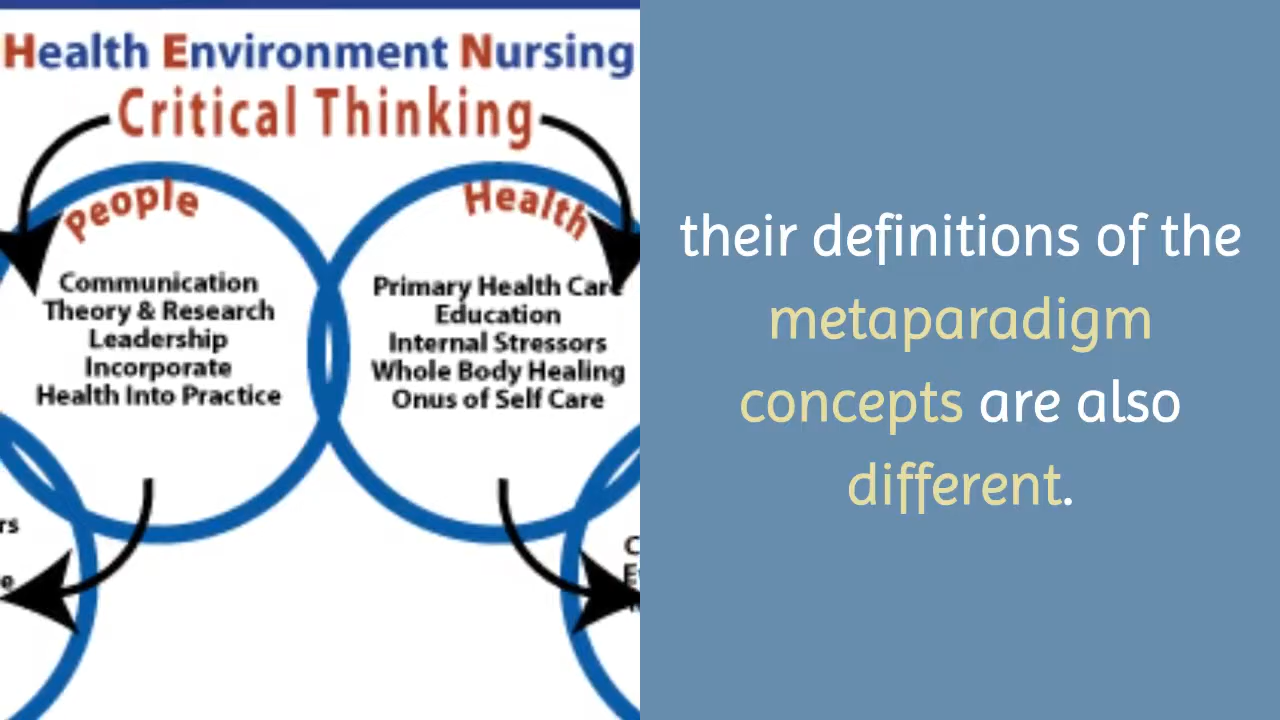 Health Environment Nursing
Critical Thinking
People
Communication
Theory & Research
Leadership
Incorporate
Health Into Practice
Health
Primary Health Care
Education
Internal Stressors
Whole Body Healing
Onus of Self Care
their definitions of the
metaparadigm
concepts are also
different.